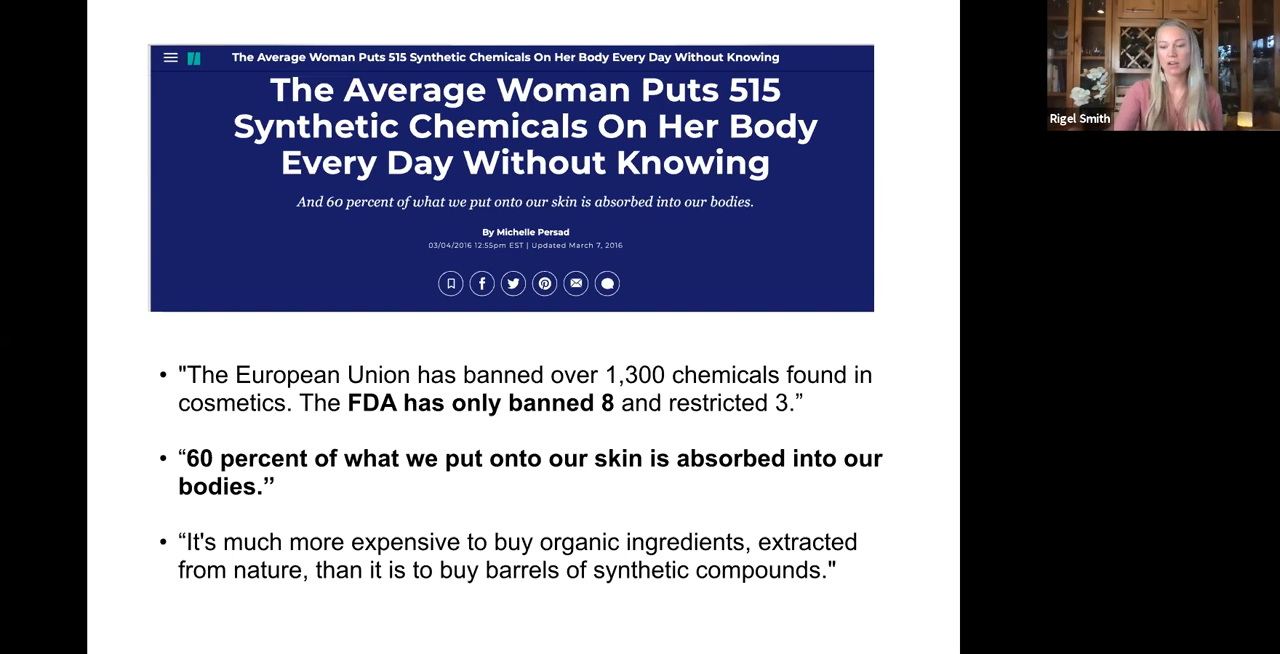 The Average Woman Puts 515 Synthetic Chemicals On Her Body Every Day Without Knowing
The Average Woman Puts 515
Synthetic Chemicals On Her Body
Every Day Without Knowing
And 60 percent of what we put onto our skin is absorbed into our bodies.
By Michelle Persad
03/04/2016 12:55pm EST | Updated March 7, 2016
• "The European Union has banned over 1,300 chemicals found in
cosmetics. The FDA has only banned 8 and restricted 3.”
• “60 percent of what we put onto our skin is absorbed into our
bodies.”
• “It's much more expensive to buy organic ingredients, extracted
from nature, than it is to buy barrels of synthetic compounds."
Rigel Smith